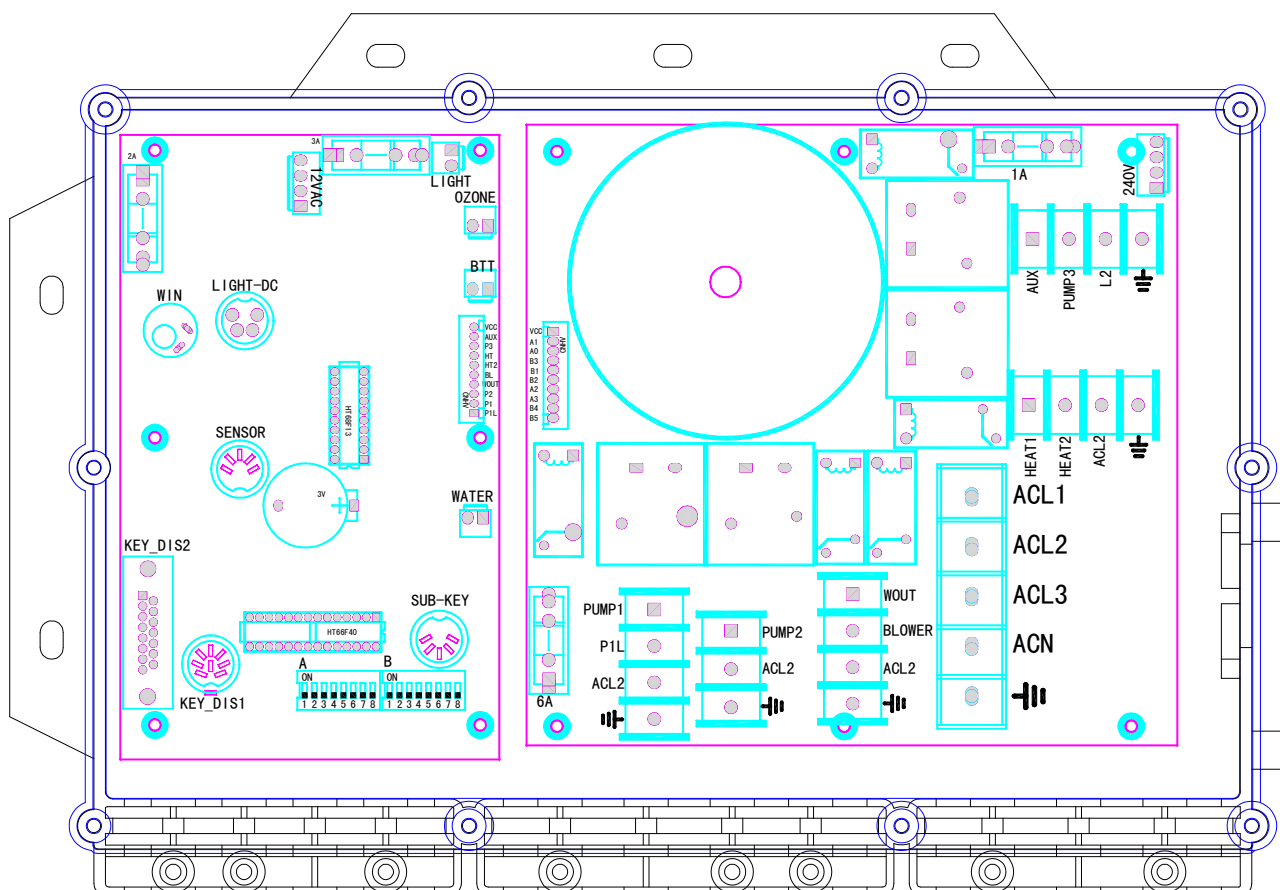 3A
2A
12VAC
LIGHT
1A
240V
OZONE
BTT
WIN
LIGHT-DC
AUX
PUMP3
L2
VCC
AUX
P3
HT
HT2
BL
WOUT
P2
P1
P1L
CNHV
VCC
A1
A0
B3
B1
B2
A2
A3
B4
B5
CNHV
HT66F13
SENSOR
3V
WATER
HEAT1
HEAT2
ACL2
ACL1
ACL2
ACL3
ACN
KEY_DIS2
KEY_DIS1
HT66F40
SUB-KEY
A
ON
1 2 3 4 5 6 7 8
B
ON
1 2 3 4 5 6 7 8
6A
PUMP1
P1L
ACL2
PUMP2
ACL2
WOUT
BLOWER
ACL2